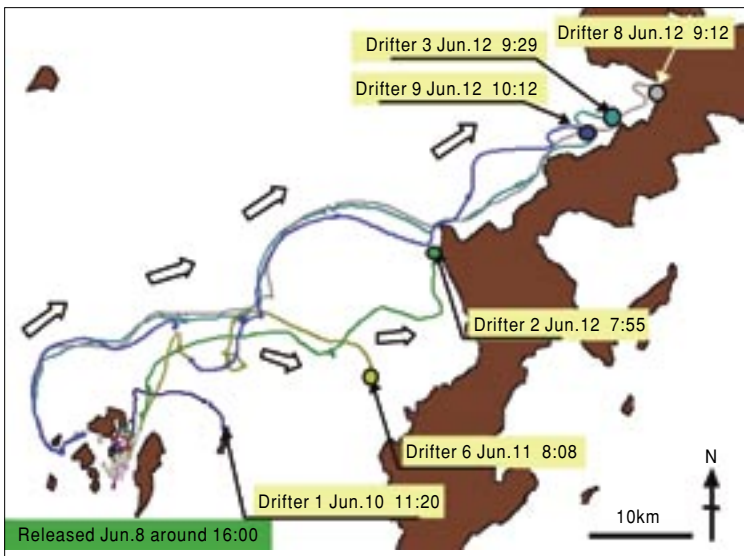 Drifter 8 Jun.12 9:12
Drifter 3 Jun.12 9:29
Drifter 9 Jun.12 10:12
Drifter 2 Jun.12 7:55
Drifter 6 Jun.11 8:08
Drifter 1 Jun.10 11:20
N
10km
Released Jun.8 around 16:00